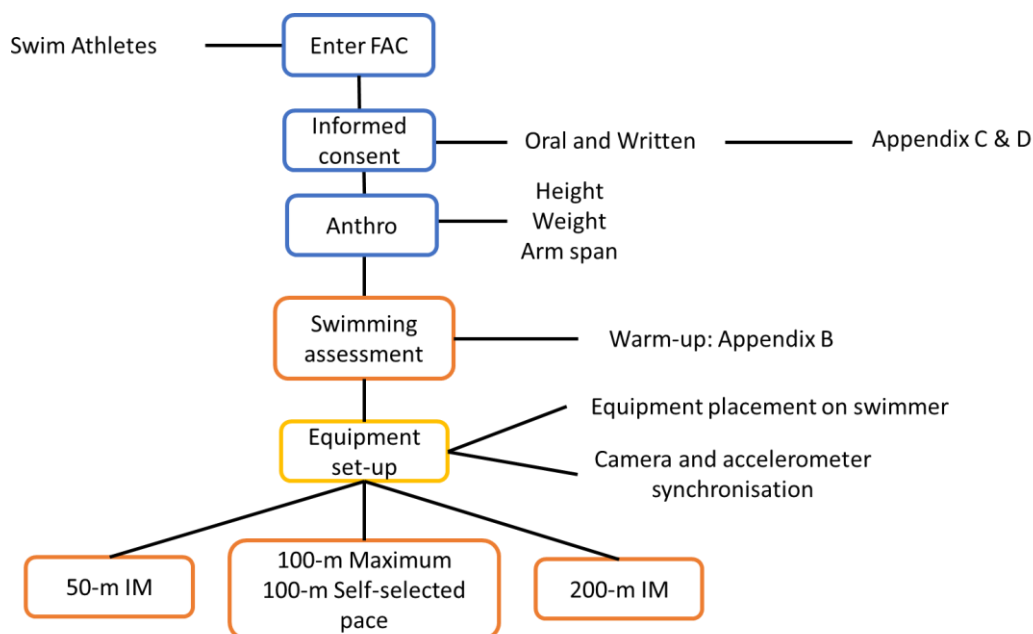 Swim Athletes
Enter FAC
Informed
consent
Oral and Written
Appendix C & D
Anthro
Height
Weight
Arm span
Swimming
assessment
Warm-up: Appendix B
Equipment
set-up
Equipment placement on swimmer
Camera and accelerometer
synchronisation
50-m IM
100-m Maximum
100-m Self-selected
pace
200-m IM